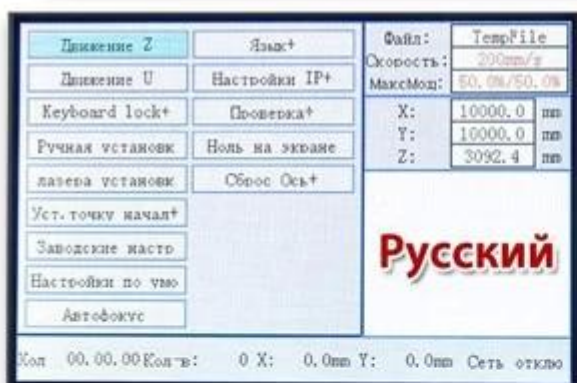 Движение Z
Движение U
Keyboard lock+
Ручная установк
лазера установк
Уст.точку начал+
Заводские настр
Настройки по умо
Автофокус
Язык+
Настройки IP+
Проверка+
Ноль на экране
Сброс Ось+
Файл: TempFile
Скорость: 200mm/s
МаксМощ: 60.0%/50.0%
X: 10000.0 mm
Y: 10000.0 mm
Z: 3092.4 mm
Русский
Кол 00.00.00 Кол-в: 0 X: 0.0mm Y: 0.0mm Сеть отклю